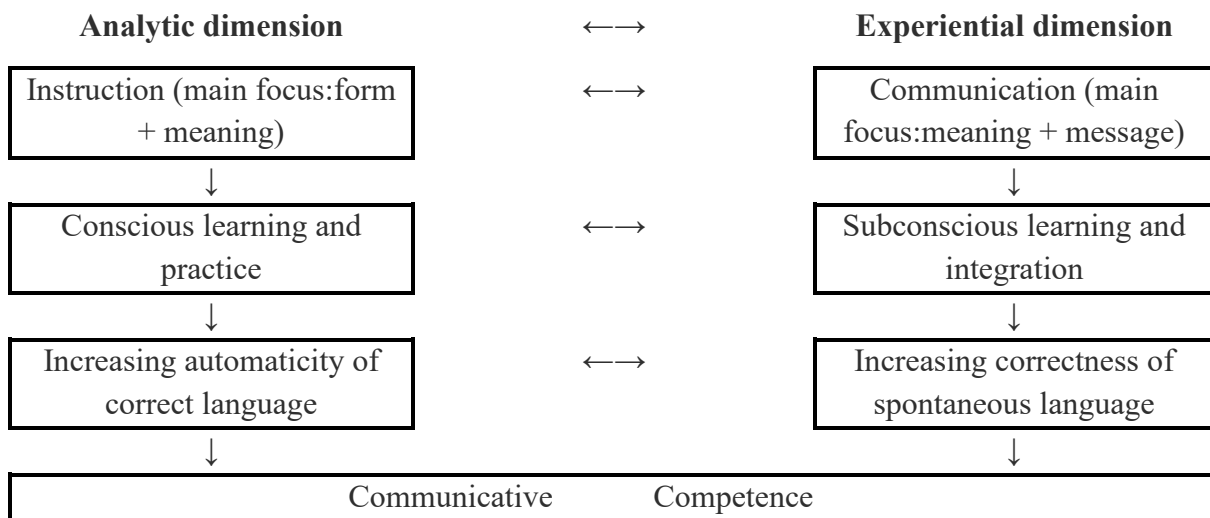 Analytic dimension ←→ Experiential dimension
Instruction (main focus:form ←→ Communication (main
+ meaning) focus:meaning + message)
↓ ↓
Conscious learning and ←→ Subconscious learning and
practice integration
↓ ↓
Increasing automaticity of ←→ Increasing correctness of
correct language spontaneous language
↓ ↓
Communicative Competence